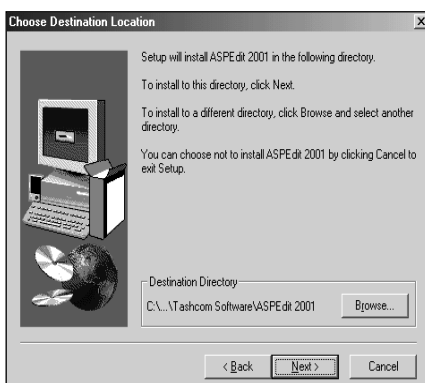 Choose Destination Location
Setup will install ASPEdit 2001 in the following directory.
To install to this directory, click Next.
To install to a different directory, click Browse and select another
directory.
You can choose not to install ASPEdit 2001 by clicking Cancel to
exit Setup.
Destination Directory
C:\...\Tashcom Software\ASPEdit 2001
Browse...
< Back
Next >
Cancel